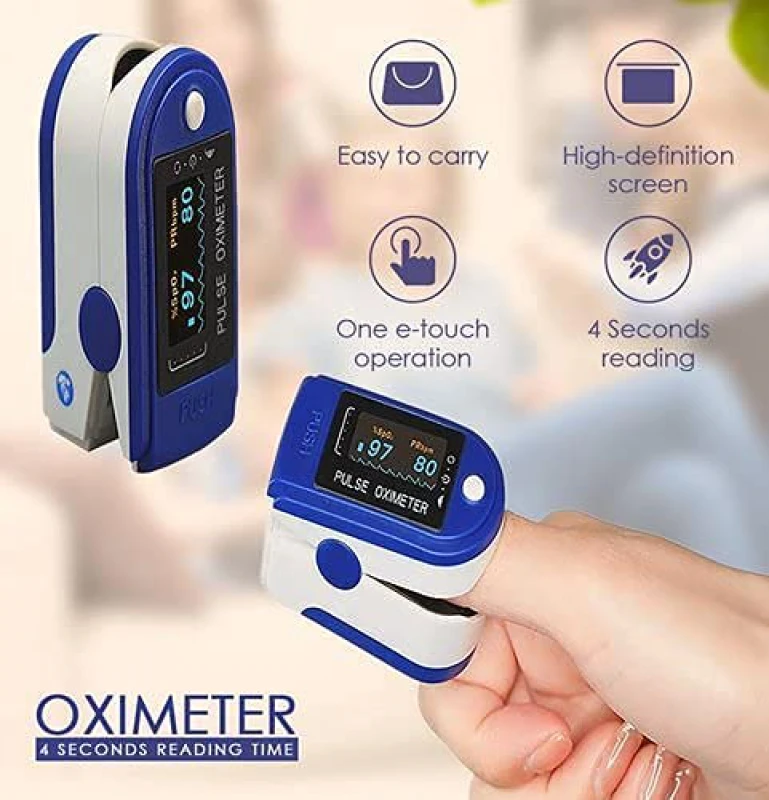 Easy to carry
High-definition
screen
One e-touch
operation
4 Seconds
reading
%SpO₂ PRbpm
97 80
PULSE OXIMETER
PUSH
%SpO₂ PRbpm
97 80
PULSE OXIMETER
PUSH
OXIMETER
4 SECONDS READING TIME